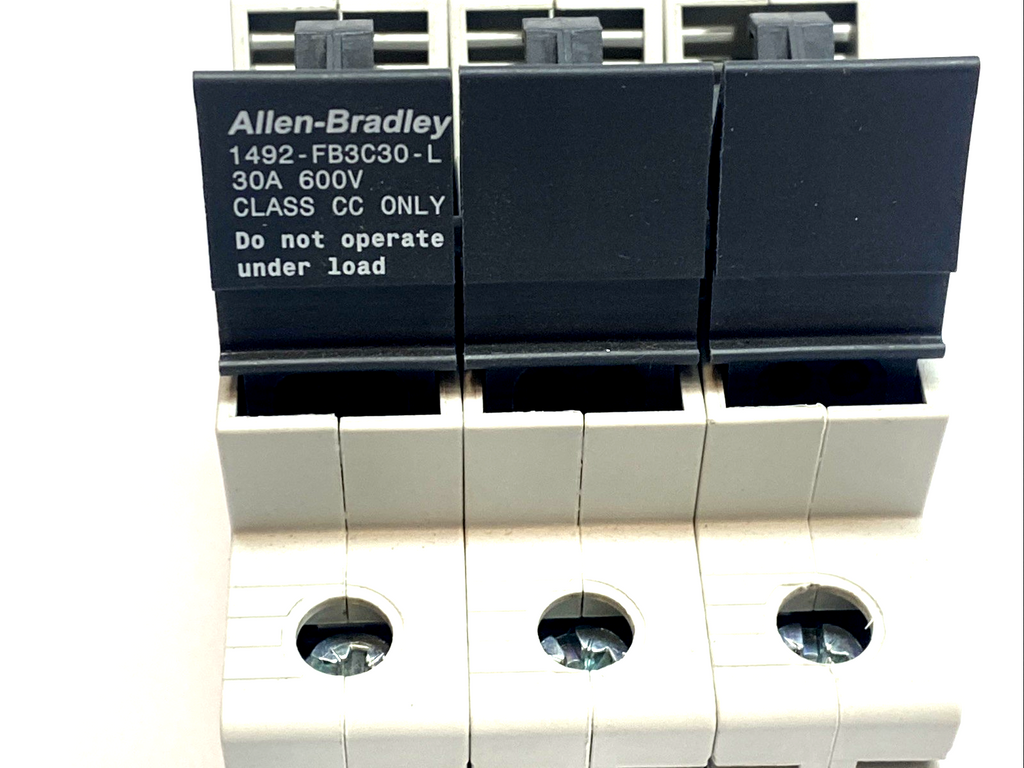 Allen-Bradley
1492-FB3C30-L
30A 600V
CLASS CC ONLY
Do not operate
under load